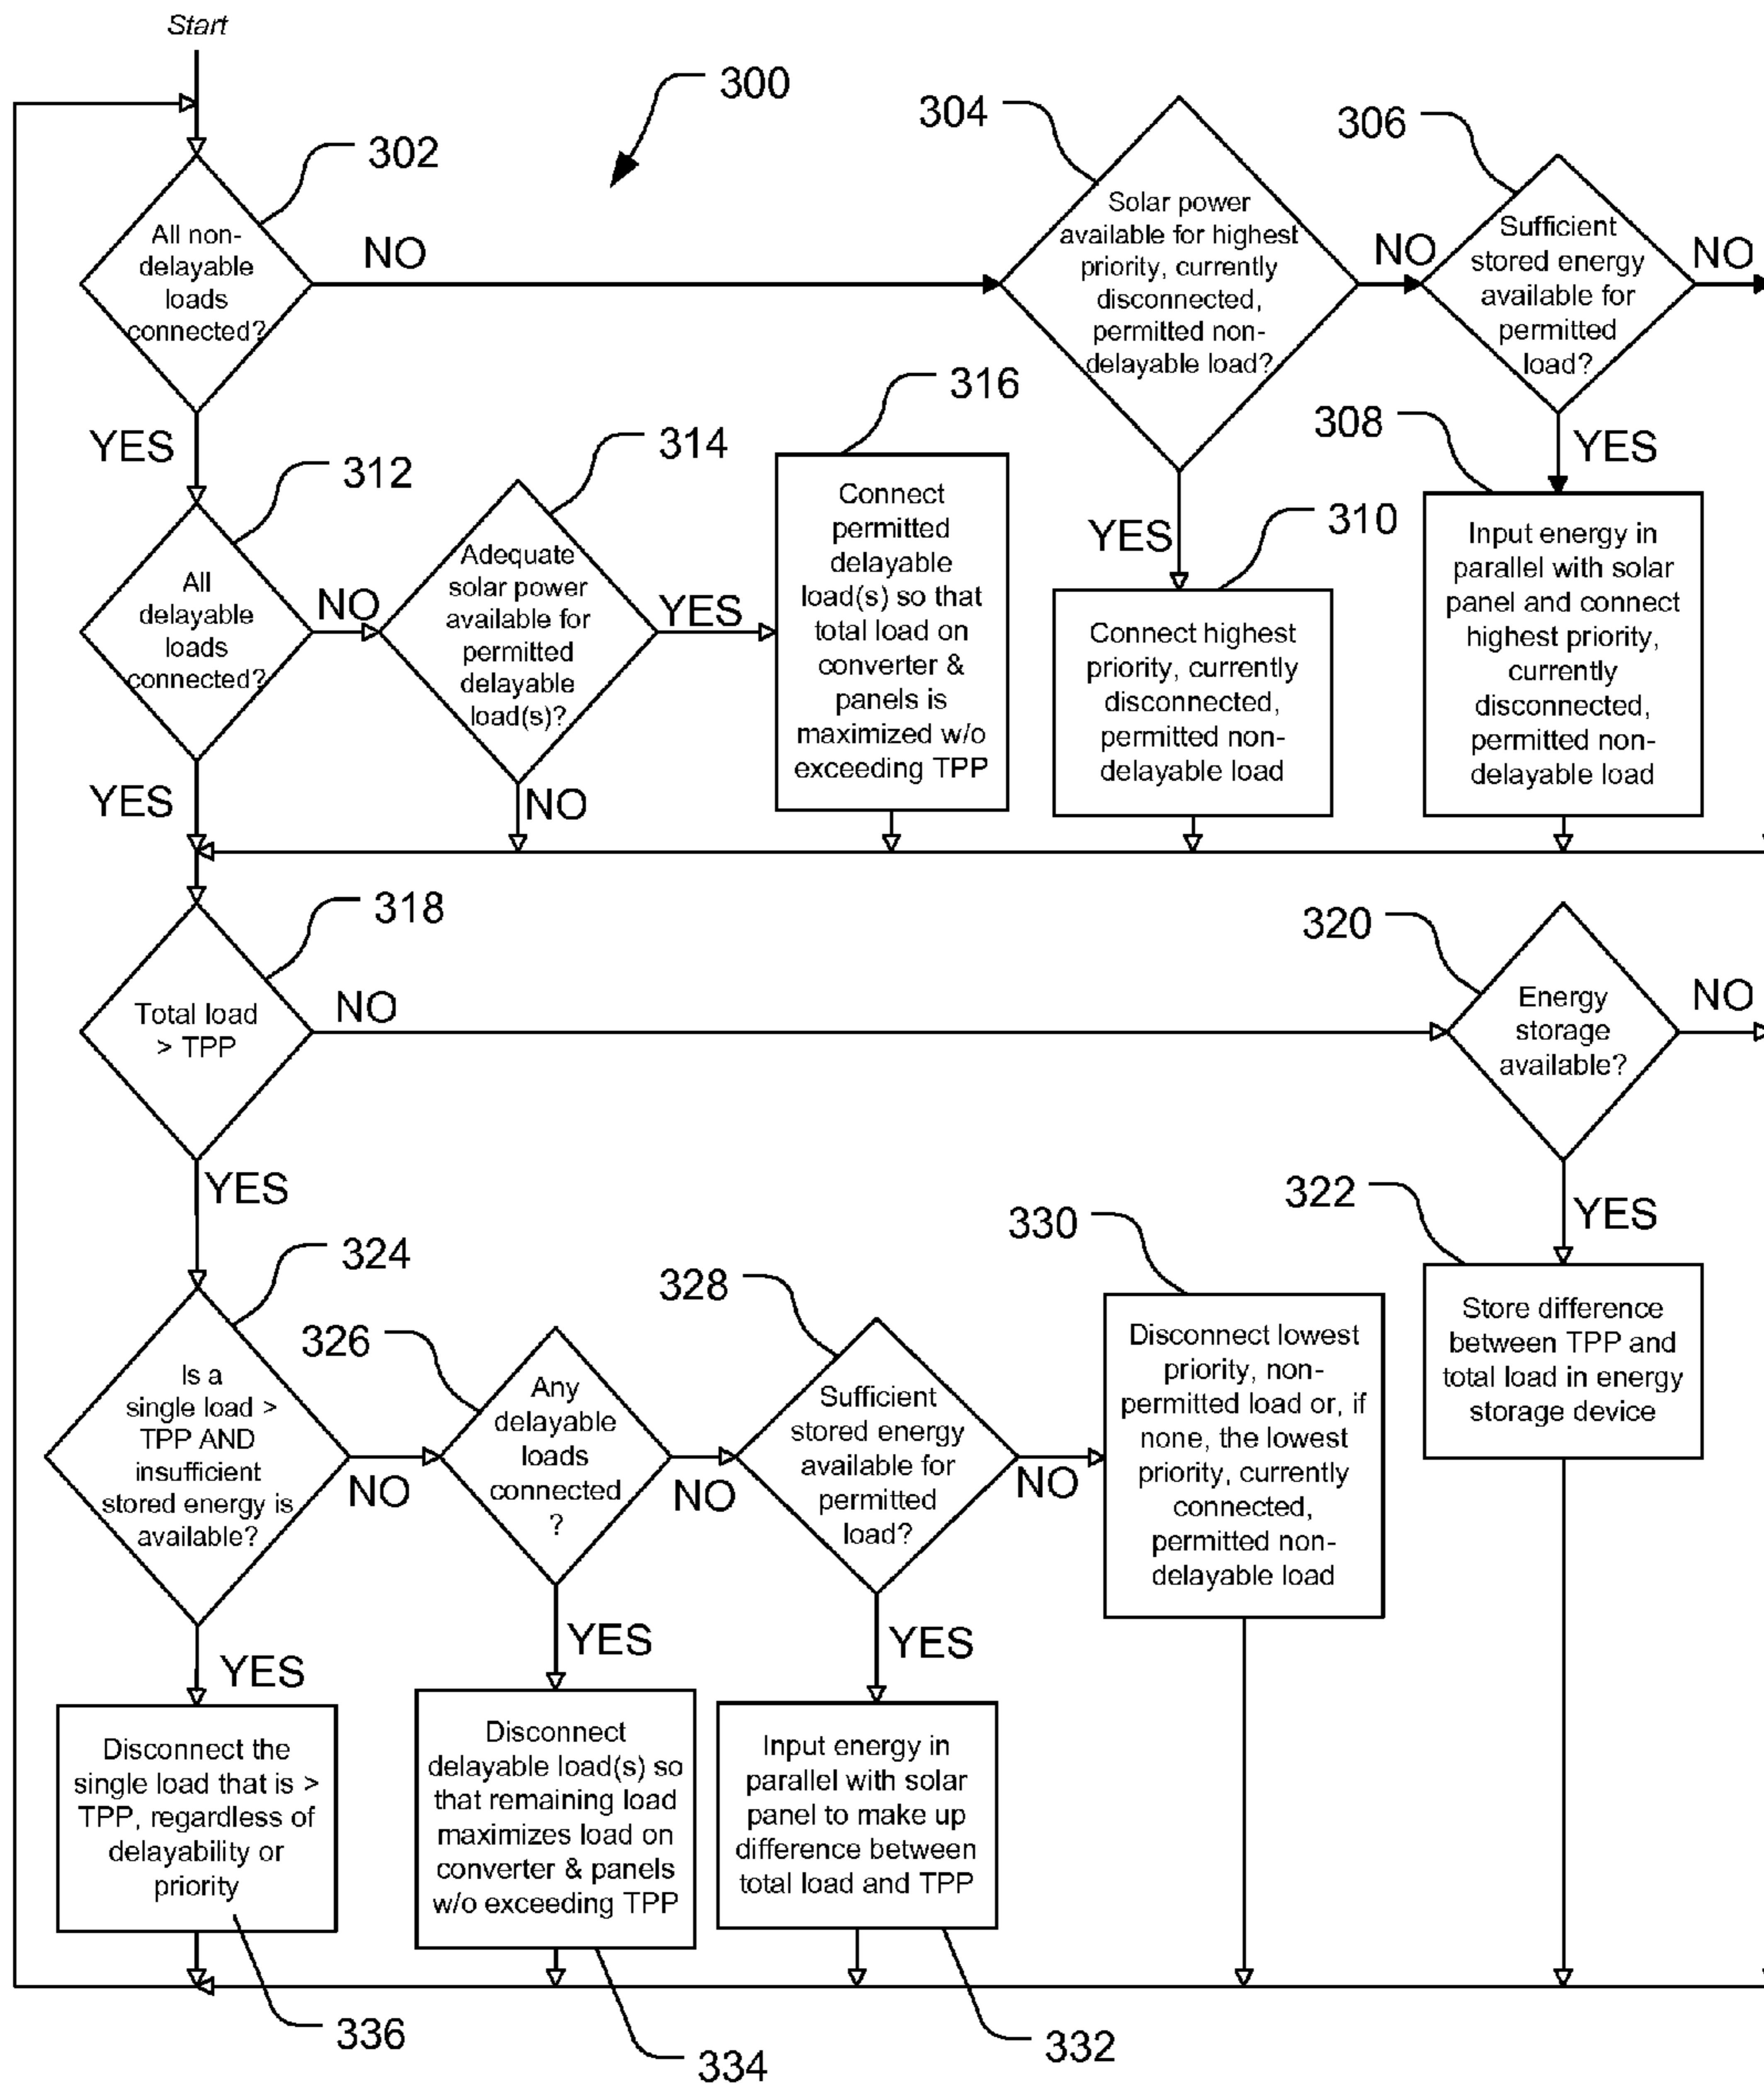 Start
300
302
All non-
delayable
loads
connected?
NO
YES
304
Solar power
available for highest
priority, currently
disconnected,
permitted non-
delayable load?
NO
YES
306
Sufficient
stored energy
available for
permitted
load?
NO
YES
308
Input energy in
parallel with solar
panel and connect
highest priority,
currently
disconnected,
permitted non-
delayable load
310
Connect highest
priority, currently
disconnected,
permitted non-
delayable load
312
All
delayable
loads
connected?
NO
YES
314
Adequate
solar power
available for
permitted
delayable
load(s)?
YES
NO
316
Connect
permitted
delayable
load(s) so that
total load on
converter &
panels is
maximized w/o
exceeding TPP
318
Total load
> TPP
NO
YES
320
Energy
storage
available?
NO
YES
322
Store difference
between TPP and
total load in energy
storage device
324
Is a
single load >
TPP AND
insufficient
stored energy is
available?
NO
YES
326
Any
delayable
loads
connected
?
NO
YES
328
Sufficient
stored energy
available for
permitted
load?
NO
YES
330
Disconnect lowest
priority, non-
permitted load or, if
none, the lowest
priority, currently
connected,
permitted non-
delayable load
Disconnect the
single load that is >
TPP, regardless of
delayability or
priority
336
Disconnect
delayable load(s) so
that remaining load
maximizes load on
converter & panels
w/o exceeding TPP
334
Input energy in
parallel with solar
panel to make up
difference between
total load and TPP
332